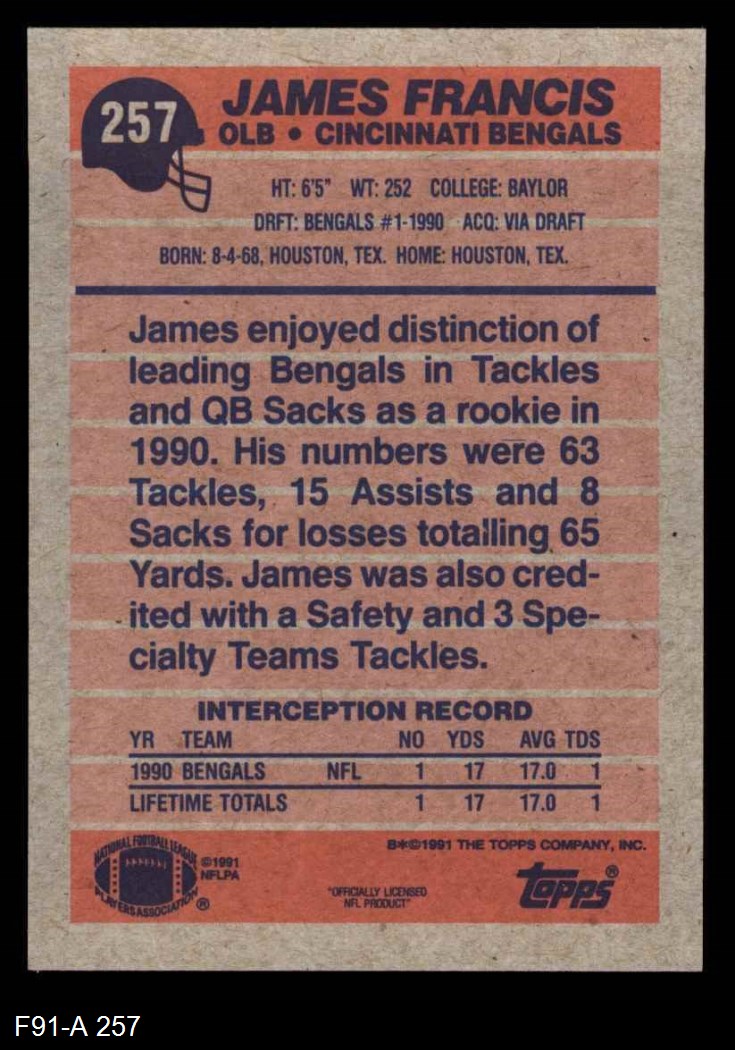 257
JAMES FRANCIS
OLB • CINCINNATI BENGALS
HT: 6'5" WT: 252 COLLEGE: BAYLOR
DRFT: BENGALS #1-1990 ACQ: VIA DRAFT
BORN: 8-4-68, HOUSTON, TEX. HOME: HOUSTON, TEX.
James enjoyed distinction of
leading Bengals in Tackles
and QB Sacks as a rookie in
1990. His numbers were 63
Tackles, 15 Assists and 8
Sacks for losses totalling 65
Yards. James was also cred-
ited with a Safety and 3 Spe-
cialty Teams Tackles.
INTERCEPTION RECORD
YR TEAM NO YDS AVG TDS
1990 BENGALS NFL 1 17 17.0 1
LIFETIME TOTALS 1 17 17.0 1
NATIONAL FOOTBALL LEAGUE
PLAYERS ASSOCIATION ®
©1991
NFLPA
B*©1991 THE TOPPS COMPANY, INC.
"OFFICIALLY LICENSED
NFL PRODUCT"
topps®
F91-A 257